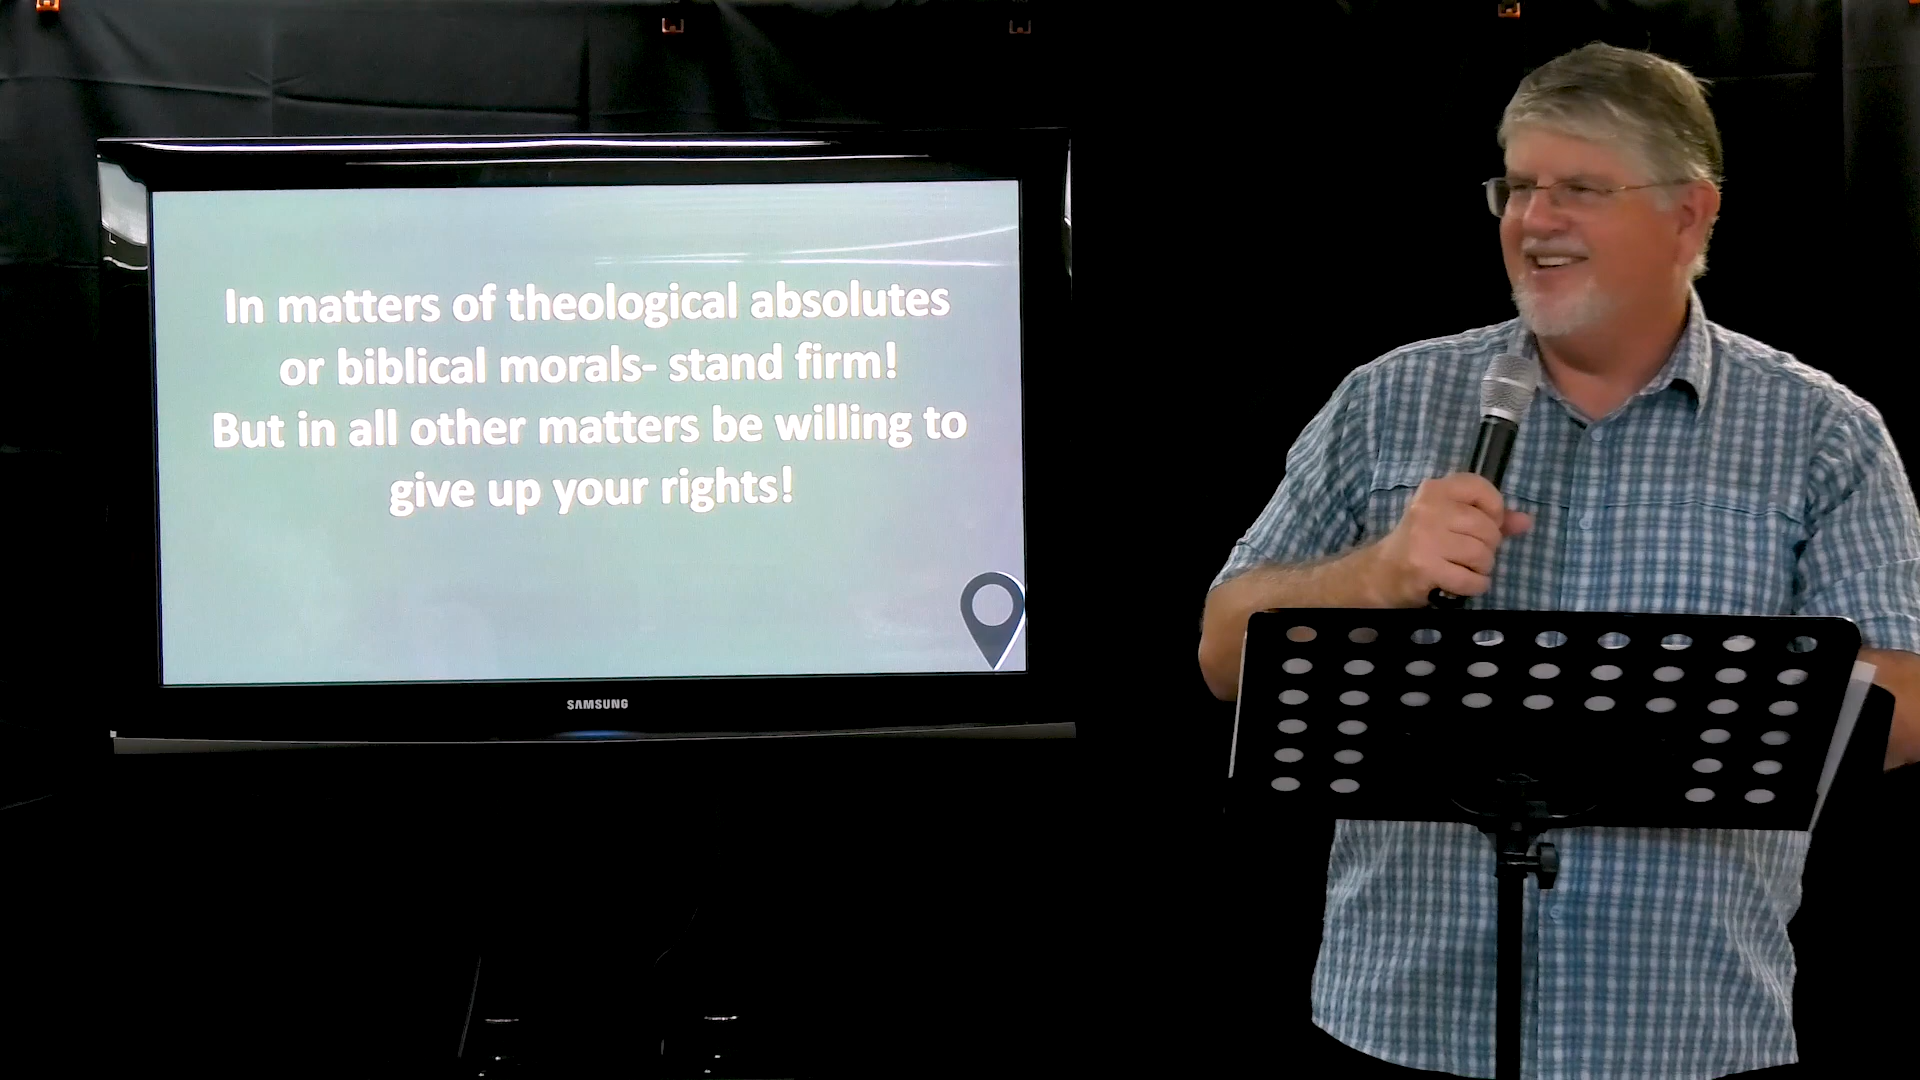 In matters of theological absolutes
or biblical morals- stand firm!
But in all other matters be willing to
give up your rights!
SAMSUNG